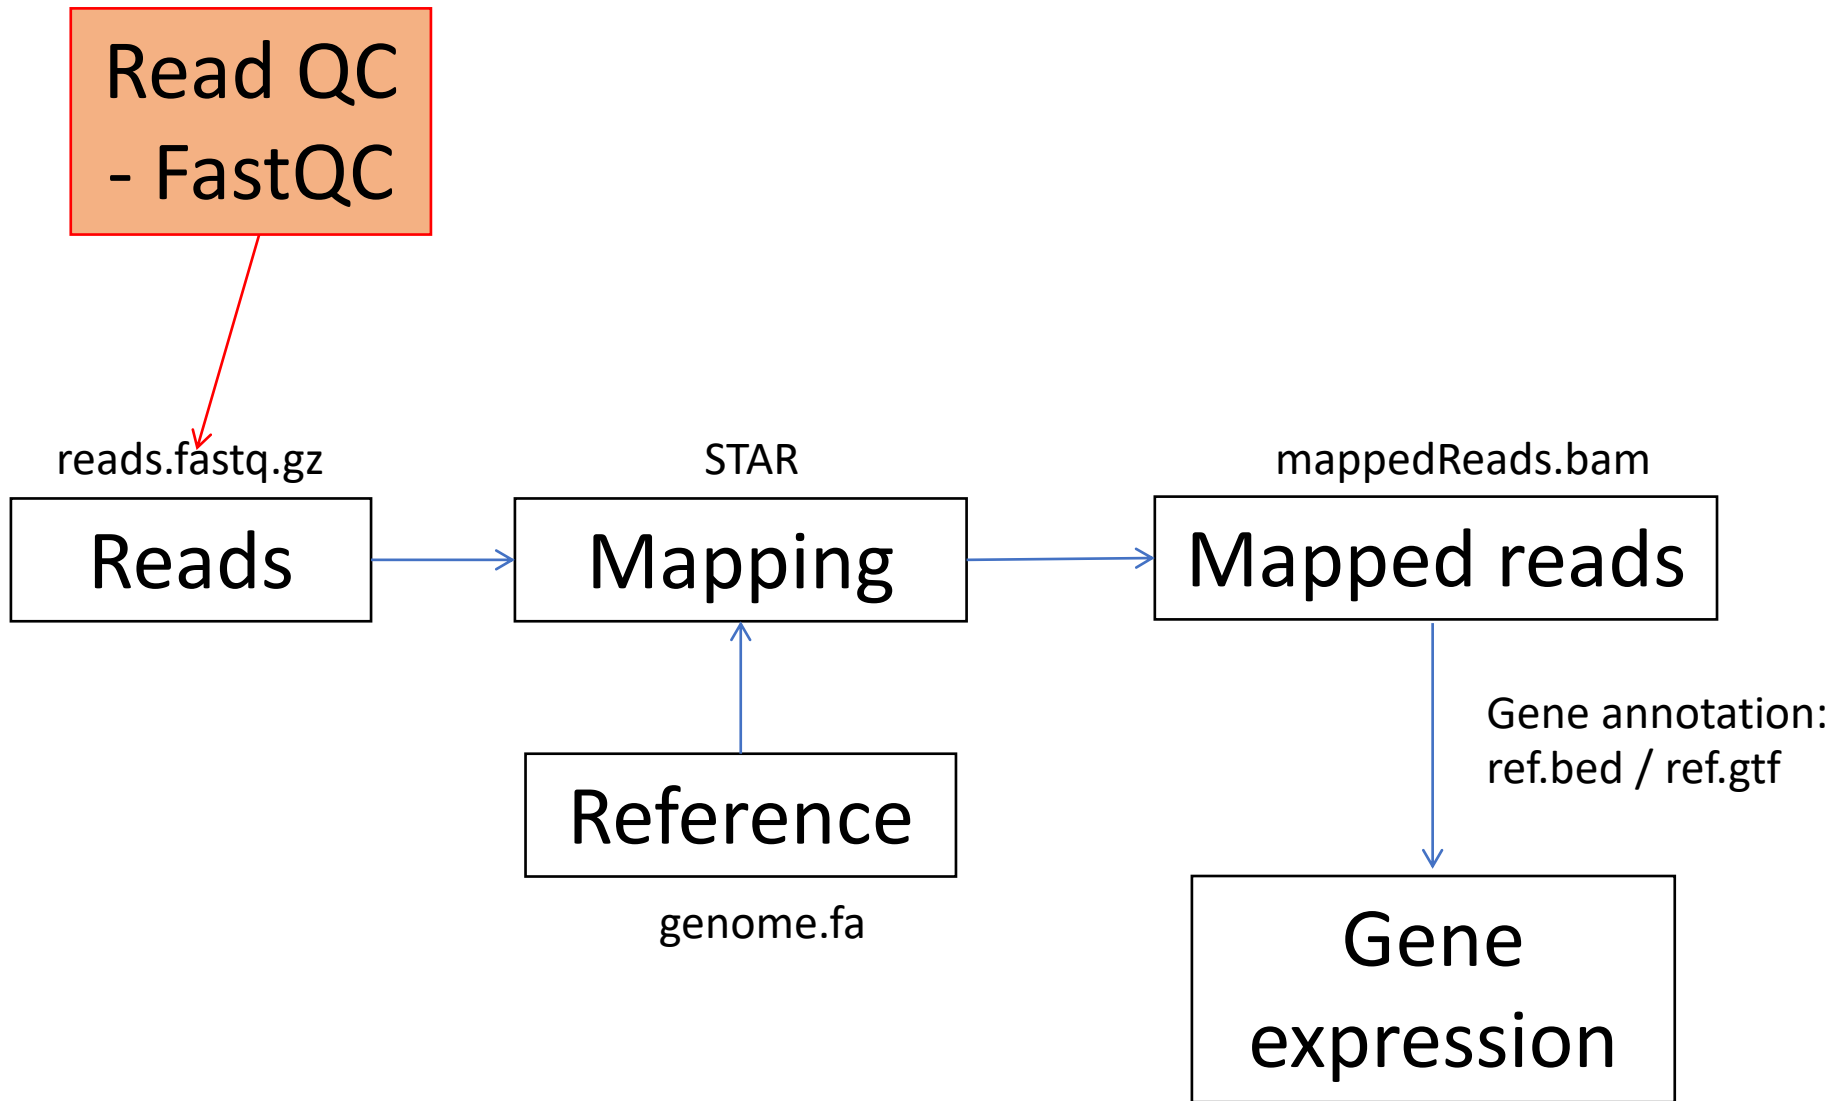 Read QC
- FastQC
reads.fastq.gz
Reads
STAR
Mapping
mappedReads.bam
Mapped reads
Reference
genome.fa
Gene annotation:
ref.bed / ref.gtf
Gene
expression